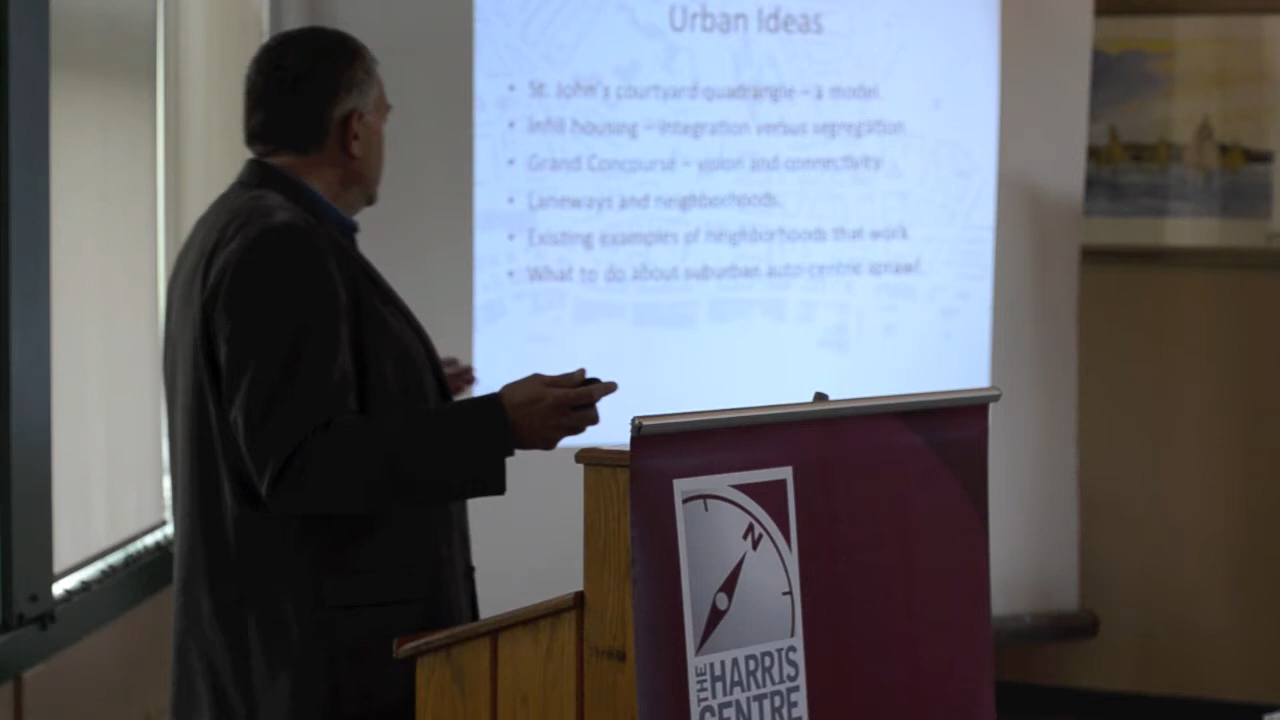 Urban Ideas
• St. John's courtyard quadrangle – a model
• Infill housing – integration versus segregation
• Grand Concourse – vision and connectivity
• Laneways and neighborhoods
• Existing examples of neighborhoods that work
• What to do about suburban auto-centric sprawl
N
THE HARRIS
CENTRE